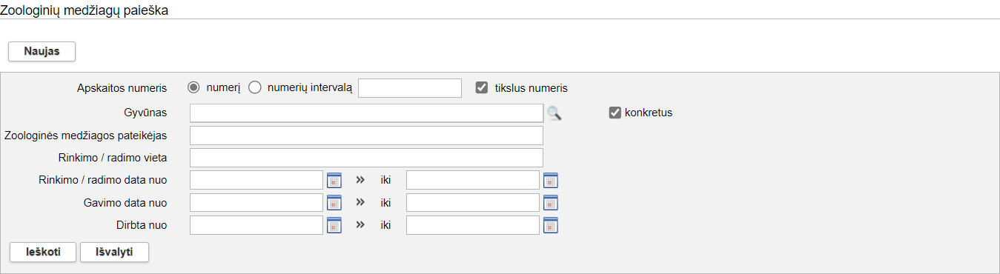 Zoologinių medžiagų paieška
Naujas
Apskaitos numeris numerį numerių intervalą tikslus numeris
Gyvūnas konkretus
Zoologinės medžiagos pateikėjas
Rinkimo / radimo vieta
Rinkimo / radimo data nuo » iki
Gavimo data nuo » iki
Dirbta nuo » iki
Ieškoti Išvalyti